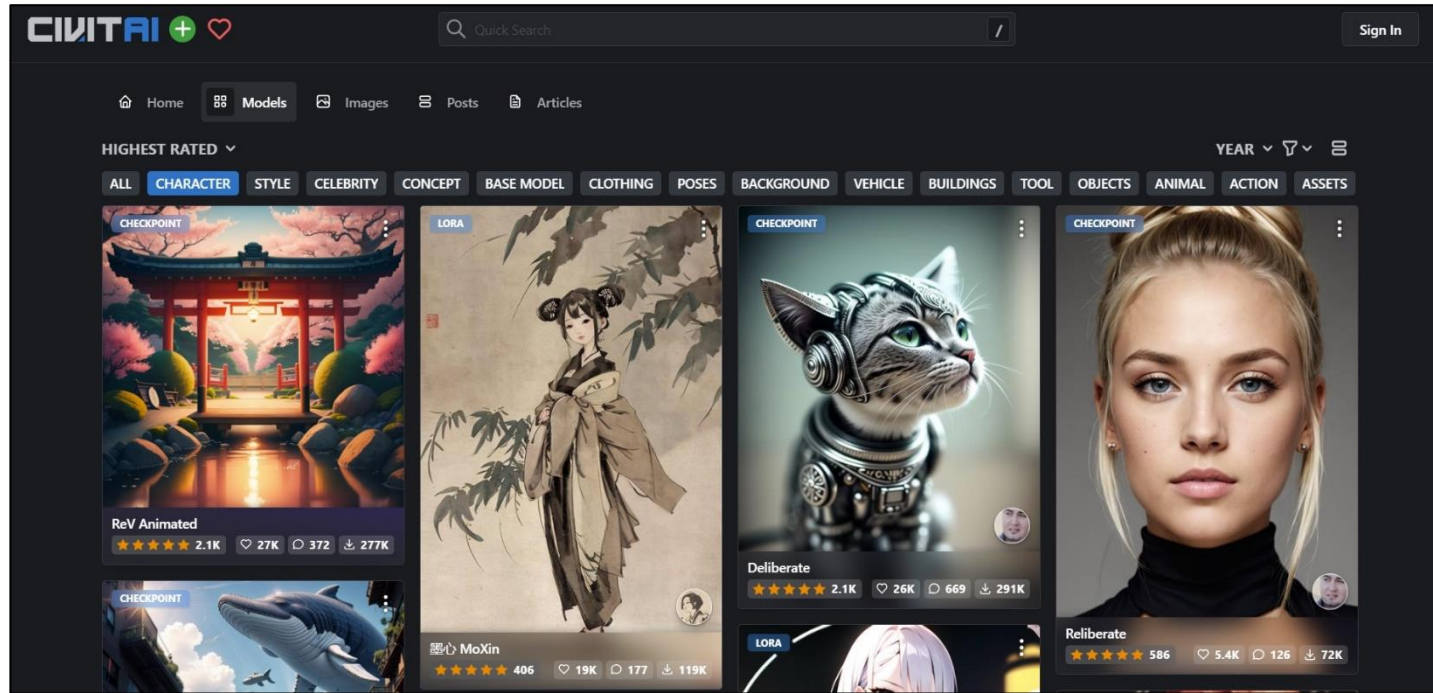 CIVITAI
Quick Search
/
Sign In
Home
Models
Images
Posts
Articles
HIGHEST RATED
YEAR
ALL CHARACTER STYLE CELEBRITY CONCEPT BASE MODEL CLOTHING POSES BACKGROUND VEHICLE BUILDINGS TOOL OBJECTS ANIMAL ACTION ASSETS
CHECKPOINT
ReV Animated
2.1K 27K 372 277K
CHECKPOINT
LORA
墨心 MoXin
406 19K 177 119K
CHECKPOINT
Deliberate
2.1K 26K 669 291K
LORA
CHECKPOINT
Reliberate
586 5.4K 126 72K